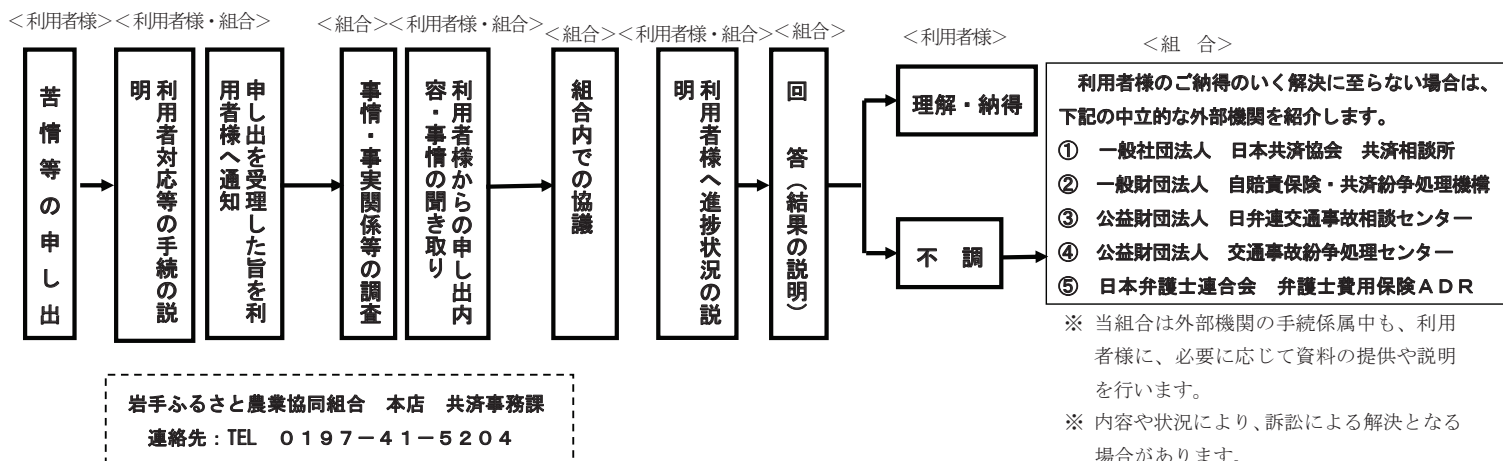 <利用者様>
<利用者様・組合>
<組合>
<利用者様・組合>
<組合>
<利用者様・組合>
<組合>
<利用者様>
<組　合>
苦情等の申し出
利用者対応等の手続の説
明
申し出を受理した旨を利
用者様へ通知
事情・事実関係等の調査
利用者様からの申し出内
容・事情の聞き取り
組合内での協議
利用者様へ進捗状況の説
明
回　答（結果の説明）
理解・納得
不　調
利用者様のご納得のいく解決に至らない場合は、
下記の中立的な外部機関を紹介します。
①　一般社団法人　日本共済協会　共済相談所
②　一般財団法人　自賠責保険・共済紛争処理機構
③　公益財団法人　日弁連交通事故相談センター
④　公益財団法人　交通事故紛争処理センター
⑤　日本弁護士連合会　弁護士費用保険ＡＤＲ
※ 当組合は外部機関の手続係属中も、利用
者様に、必要に応じて資料の提供や説明
を行います。
※ 内容や状況により、訴訟による解決となる
場合があります。
岩手ふるさと農業協同組合　本店　共済事務課
連絡先：TEL　０１９７－４１－５２０４